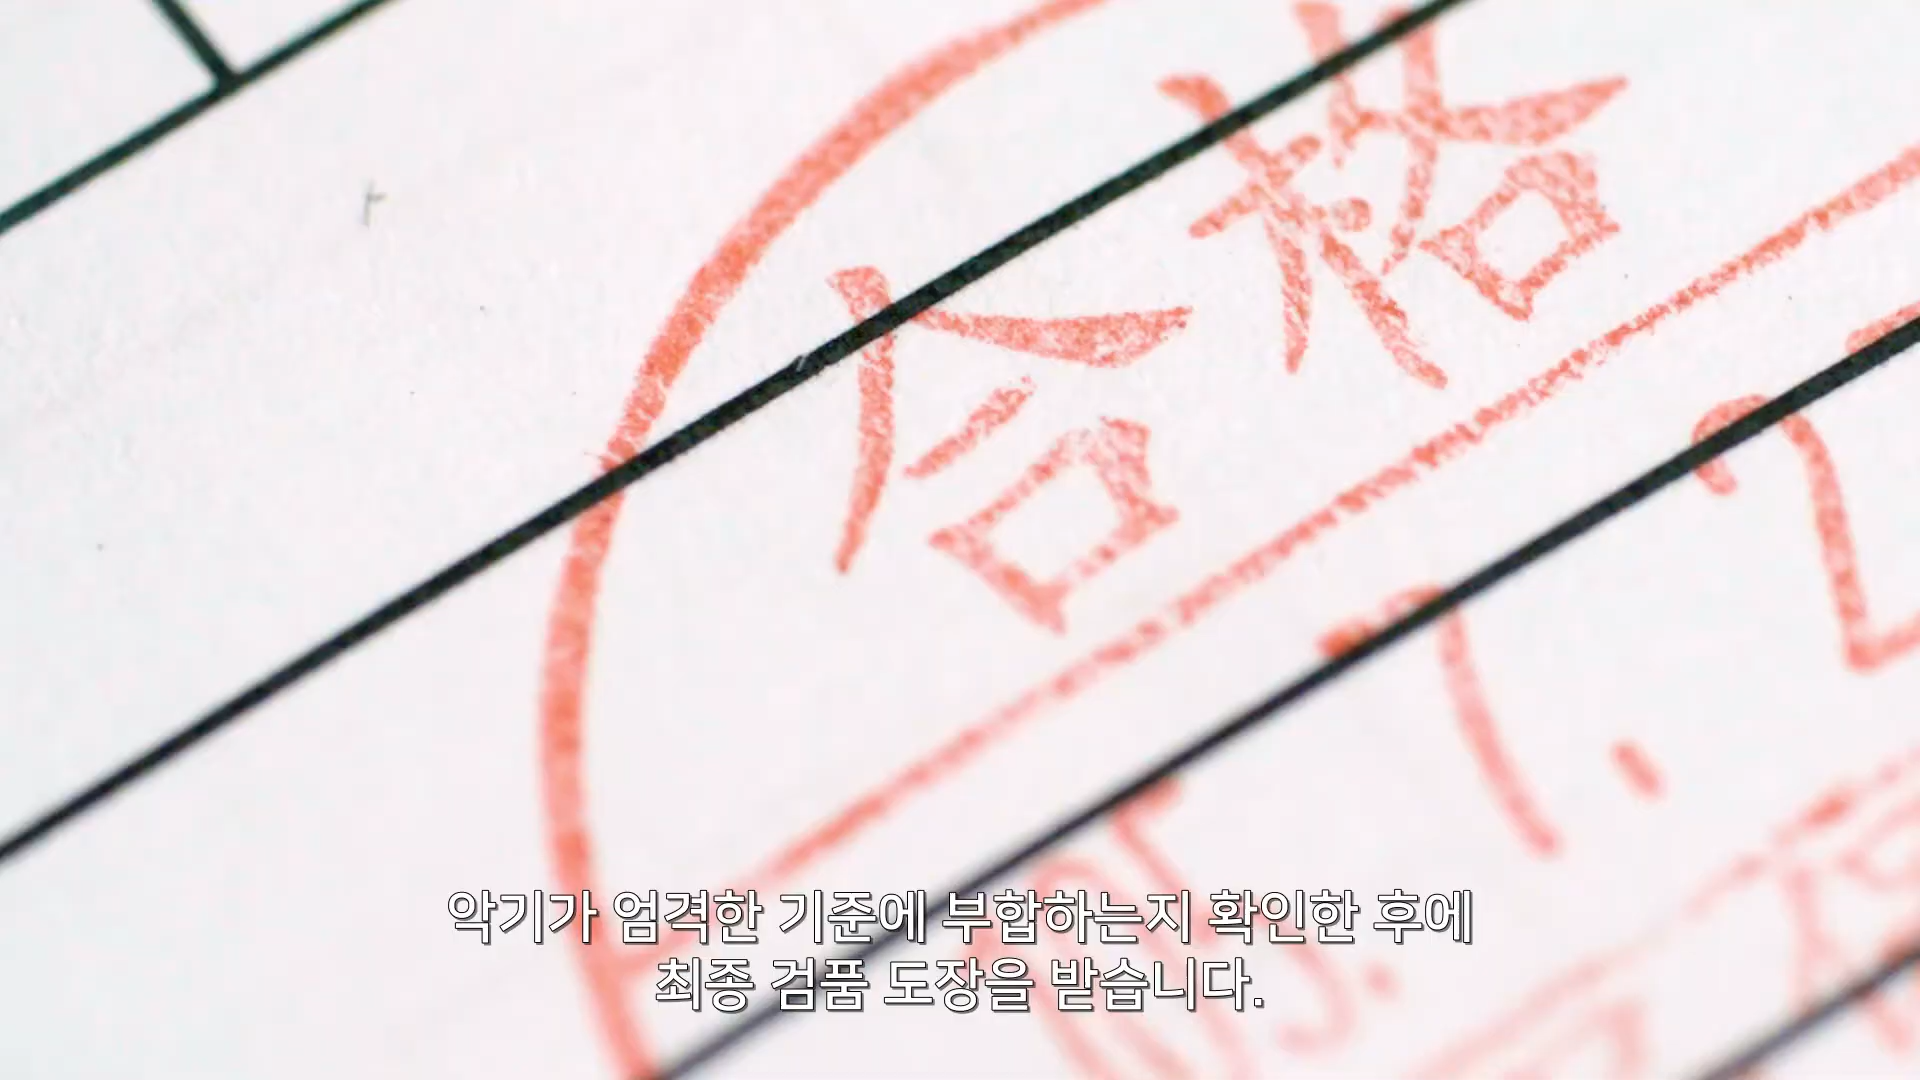 合格
악기가 엄격한 기준에 부합하는지 확인한 후에
최종 검품 도장을 받습니다.